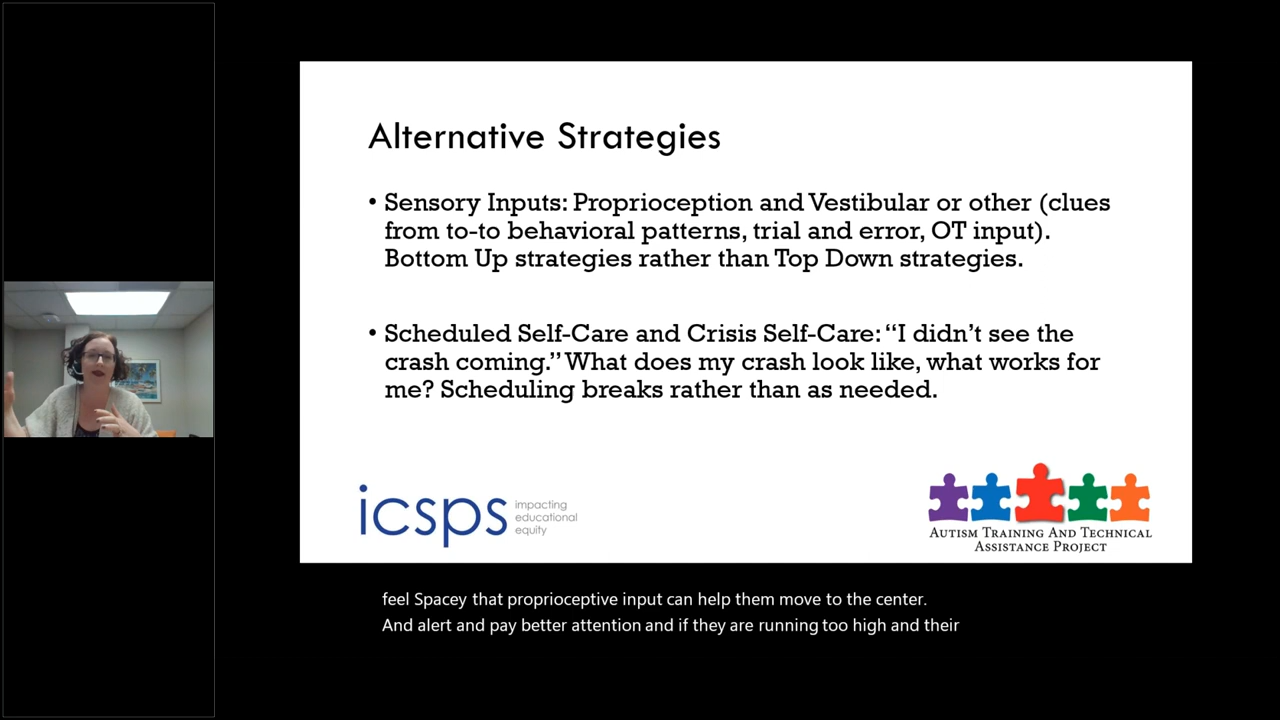 Alternative Strategies
• Sensory Inputs: Proprioception and Vestibular or other (clues
from to-to behavioral patterns, trial and error, OT input).
Bottom Up strategies rather than Top Down strategies.
• Scheduled Self-Care and Crisis Self-Care: “I didn’t see the
crash coming.” What does my crash look like, what works for
me? Scheduling breaks rather than as needed.
icsps
impacting
educational
equity
Autism Training And Technical
Assistance Project
feel Spacey that proprioceptive input can help them move to the center.
And alert and pay better attention and if they are running too high and their